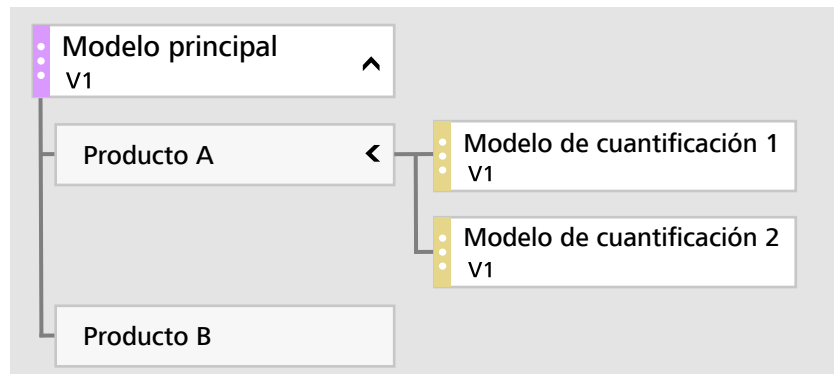 Modelo principal
V1
Producto A
Modelo de cuantificación 1
V1
Modelo de cuantificación 2
V1
Producto B